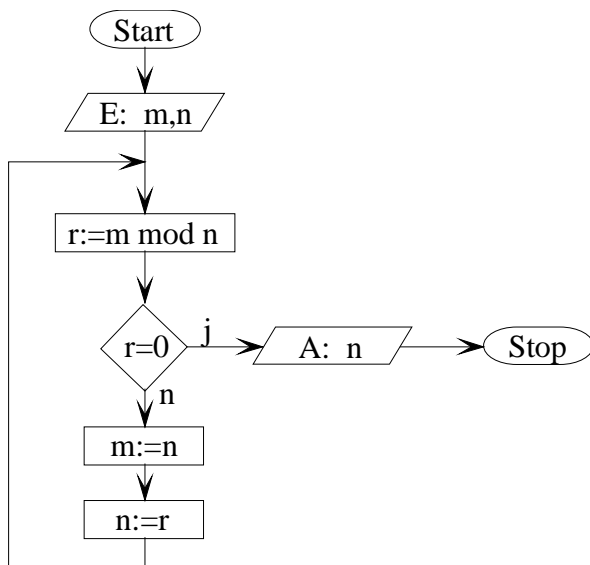 Start
E: m,n
r:=m mod n
r=0
j
A: n
Stop
n
m:=n
n:=r